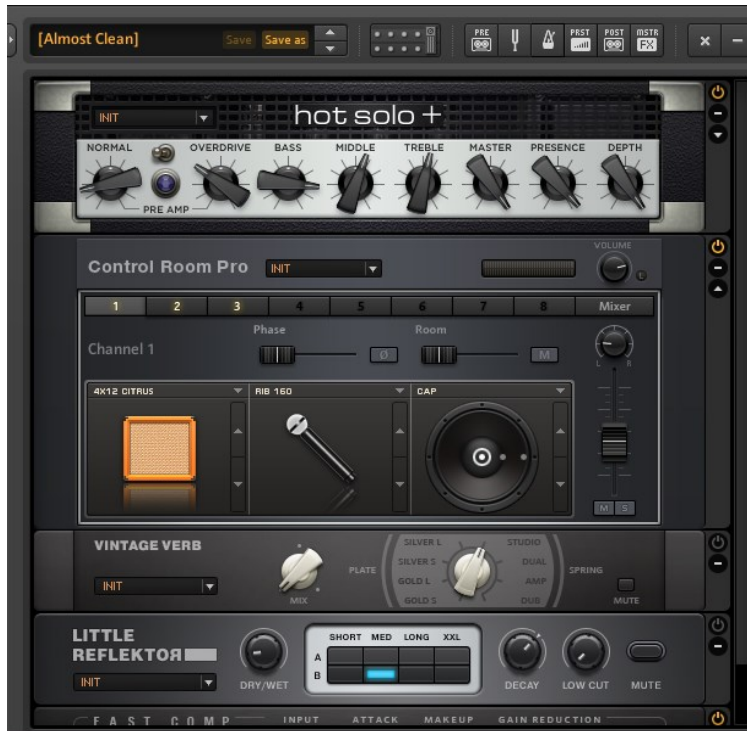 [Almost Clean] Save Save as PRE PRST POST MSTR FX
INIT hot solo +
NORMAL OVERDRIVE BASS MIDDLE TREBLE MASTER PRESENCE DEPTH
PRE AMP
VOLUME
Control Room Pro INIT L
1 2 3 4 5 6 7 8 Mixer
Phase Room
Channel 1 Ø M
L R
4X12 CITRUS RIB 160 CAP
M S
VINTAGE VERB SILVER L STUDIO
SILVER S DUAL
PLATE SPRING
INIT GOLD L AMP
MIX GOLD S DUB MUTE
LITTLE SHORT MED LONG XXL
REFLEKTOR A
INIT B
DRY/WET DECAY LOW CUT MUTE
FAST COMP INPUT ATTACK MAKEUP GAIN REDUCTION